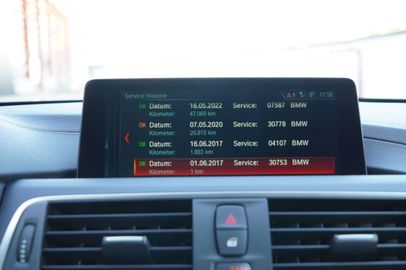 Service Historie
1
17:58
OK Datum: 16.05.2022 Service: 07587 BMW
Kilometer: 47.069 km
OK Datum: 07.05.2020 Service: 30778 BMW
Kilometer: 26.815 km
OK Datum: 16.06.2017 Service: 04107 BMW
Kilometer: 1.883 km
OK Datum: 01.06.2017 Service: 30753 BMW
Kilometer: 1 km